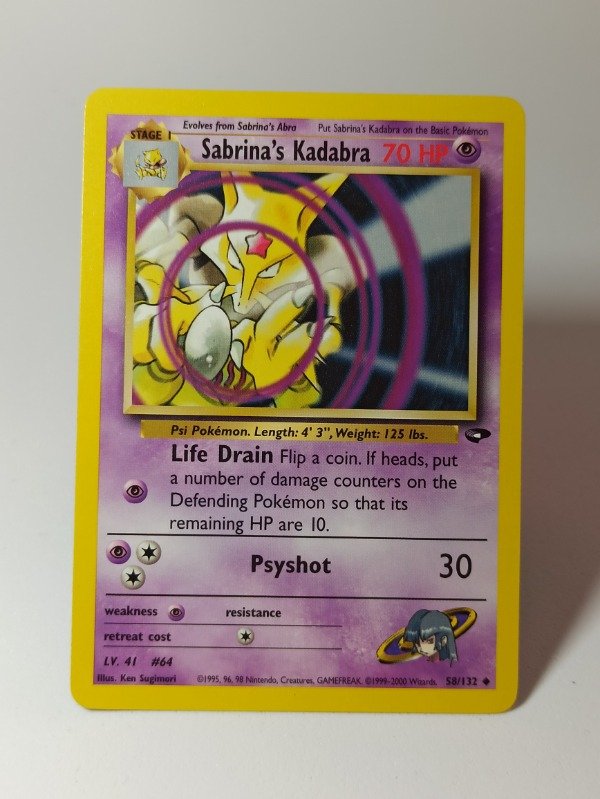 Evolves from Sabrina's Abra Put Sabrina's Kadabra on the Basic Pokémon
STAGE 1
Sabrina's Kadabra 70 HP
Psi Pokémon. Length: 4' 3", Weight: 125 lbs.
Life Drain Flip a coin. If heads, put
a number of damage counters on the
Defending Pokémon so that its
remaining HP are 10.
Psyshot 30
weakness resistance
retreat cost
LV. 41 #64
Illus. Ken Sugimori ©1995, 96, 98 Nintendo, Creatures, GAMEFREAK. ©1999-2000 Wizards. 58/132